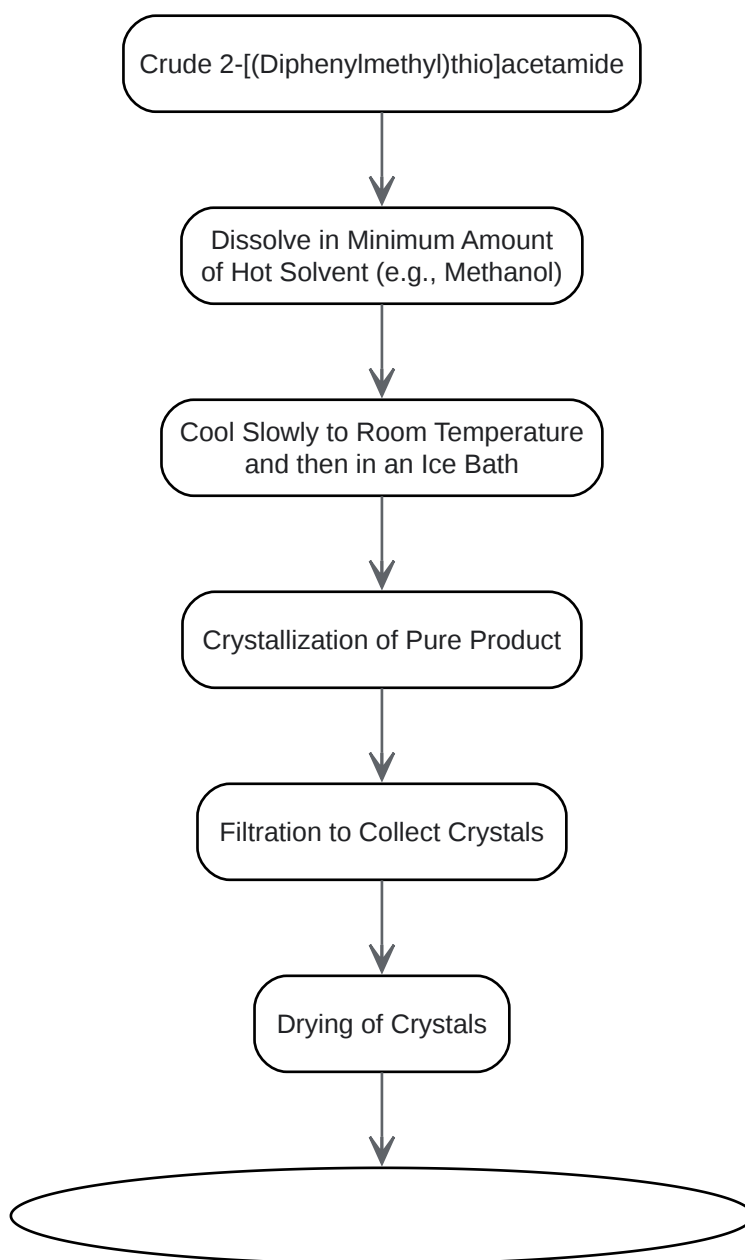 Crude 2-[(Diphenylmethyl)thio]acetamide
Dissolve in Minimum Amount
of Hot Solvent (e.g., Methanol)
Cool Slowly to Room Temperature
and then in an Ice Bath
Crystallization of Pure Product
Filtration to Collect Crystals
Drying of Crystals